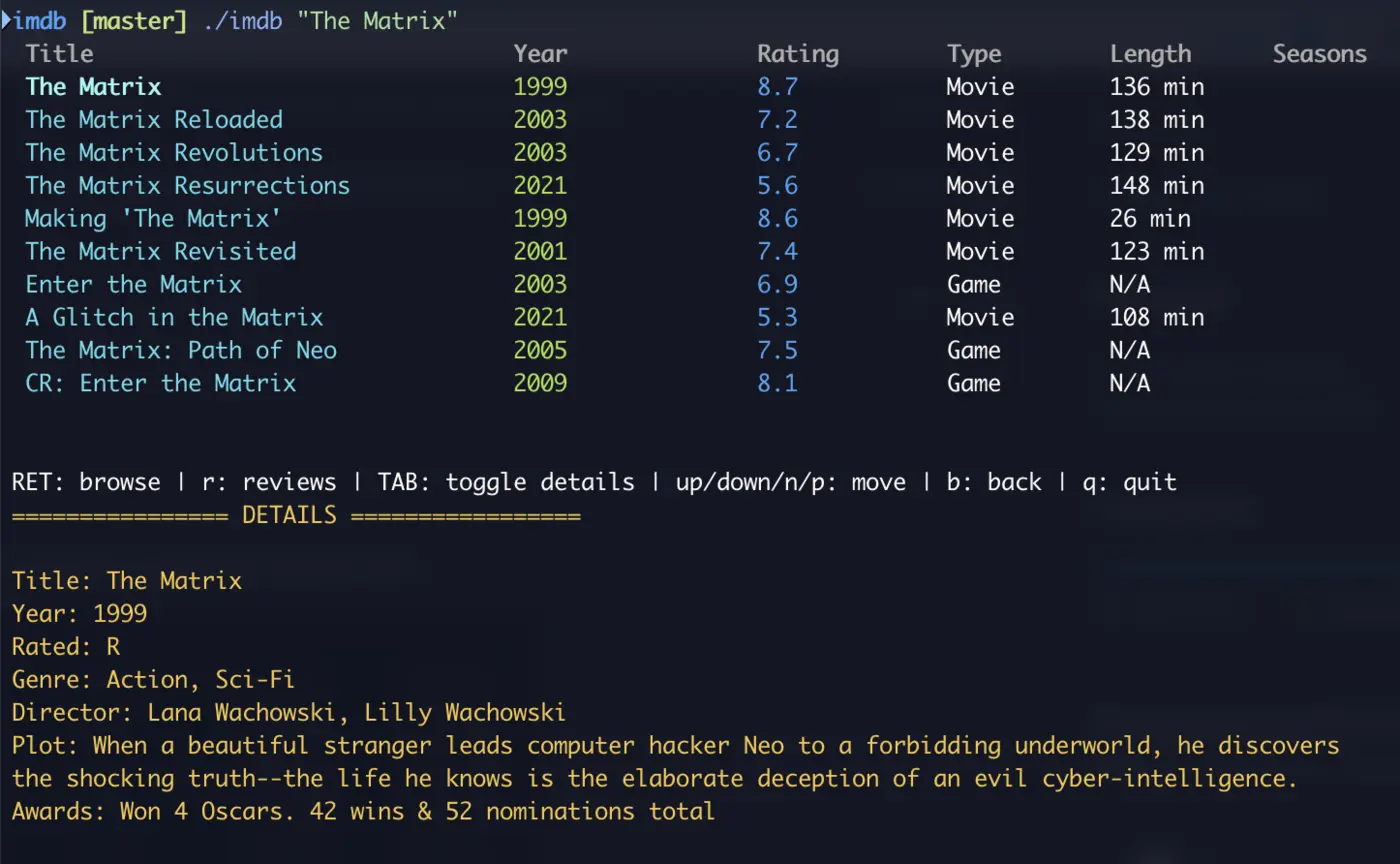 imdb [master] ./imdb "The Matrix"
Title Year Rating Type Length Seasons
The Matrix 1999 8.7 Movie 136 min
The Matrix Reloaded 2003 7.2 Movie 138 min
The Matrix Revolutions 2003 6.7 Movie 129 min
The Matrix Resurrections 2021 5.6 Movie 148 min
Making 'The Matrix' 1999 8.6 Movie 26 min
The Matrix Revisited 2001 7.4 Movie 123 min
Enter the Matrix 2003 6.9 Game N/A
A Glitch in the Matrix 2021 5.3 Movie 108 min
The Matrix: Path of Neo 2005 7.5 Game N/A
CR: Enter the Matrix 2009 8.1 Game N/A
RET: browse | r: reviews | TAB: toggle details | up/down/n/p: move | b: back | q: quit
================ DETAILS =================
Title: The Matrix
Year: 1999
Rated: R
Genre: Action, Sci-Fi
Director: Lana Wachowski, Lilly Wachowski
Plot: When a beautiful stranger leads computer hacker Neo to a forbidding underworld, he discovers
the shocking truth--the life he knows is the elaborate deception of an evil cyber-intelligence.
Awards: Won 4 Oscars. 42 wins & 52 nominations total